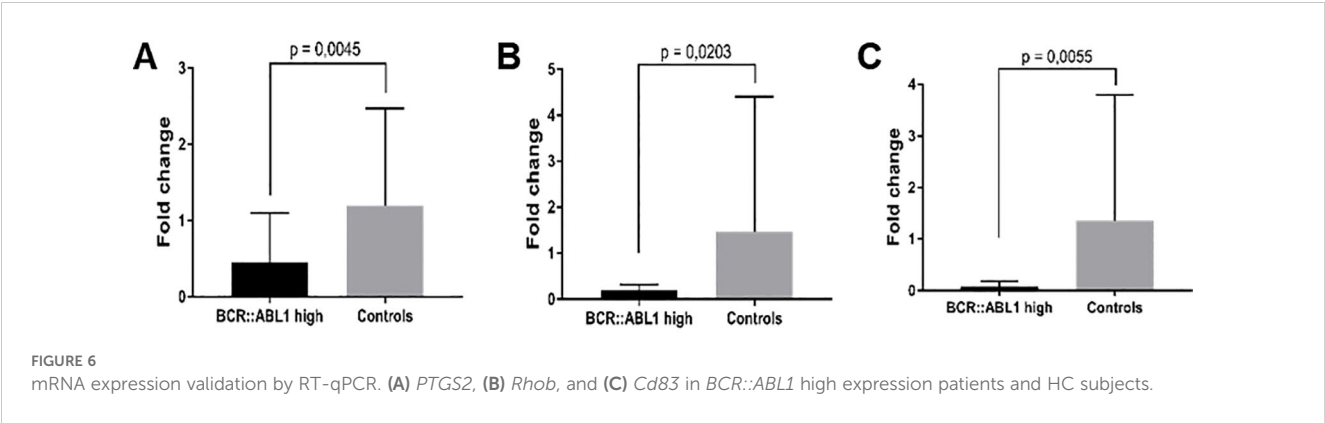 A
p = 0,0045
Fold change
3
2
1
0
BCR::ABL1 high
Controls
B
p = 0,0203
Fold change
5
4
3
2
1
0
BCR::ABL1 high
Controls
C
p = 0,0055
Fold change
4
3
2
1
0
BCR::ABL1 high
Controls
FIGURE 6
mRNA expression validation by RT-qPCR. (A) PTGS2, (B) Rhob, and (C) Cd83 in BCR::ABL1 high expression patients and HC subjects.